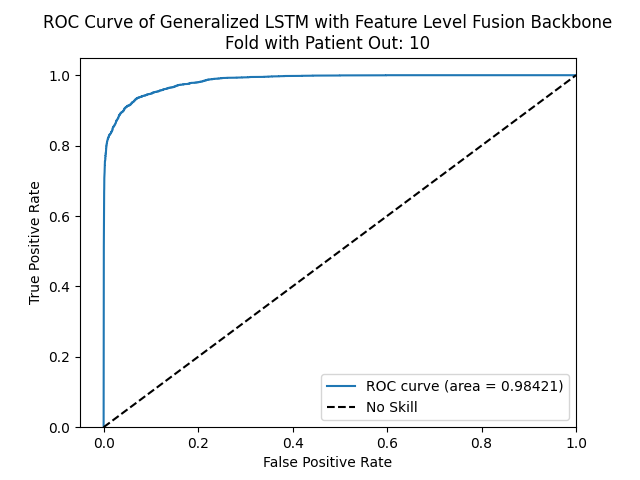 ROC Curve of Generalized LSTM with Feature Level Fusion Backbone
Fold with Patient Out: 10
1.0
0.8
0.6
0.4
0.2
0.0
True Positive Rate
ROC curve (area = 0.98421)
No Skill
0.0 0.2 0.4 0.6 0.8 1.0
False Positive Rate